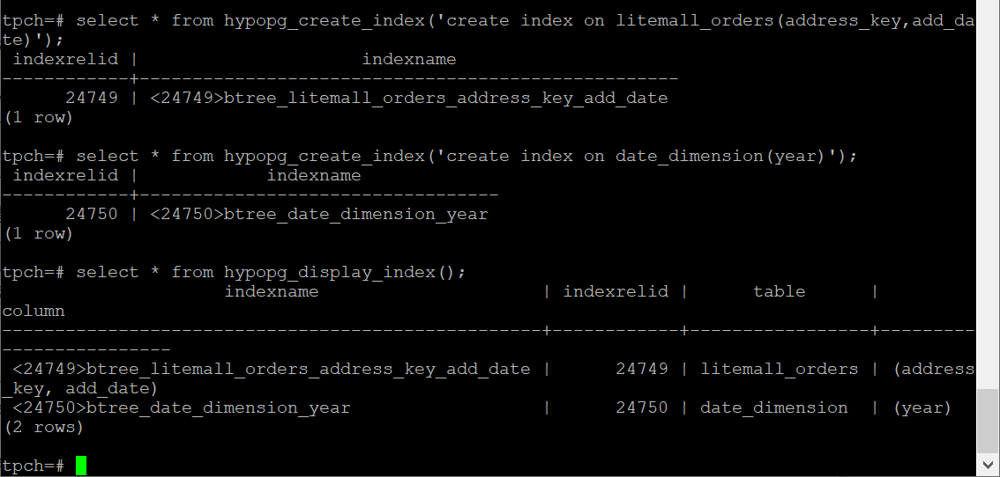 tpch=# select * from hypopg_create_index('create index on litemall_orders(address_key,add_da
te)');
 indexrelid |                     indexname
------------+---------------------------------------------------
      24749 | <24749>btree_litemall_orders_address_key_add_date
(1 row)

tpch=# select * from hypopg_create_index('create index on date_dimension(year)');
 indexrelid |            indexname
------------+----------------------------------
      24750 | <24750>btree_date_dimension_year
(1 row)

tpch=# select * from hypopg_display_index();
                     indexname                     | indexrelid |      table      |
column
---------------------------------------------------+------------+-----------------+---------
----------------
 <24749>btree_litemall_orders_address_key_add_date |      24749 | litemall_orders | (address
_key, add_date)
 <24750>btree_date_dimension_year                  |      24750 | date_dimension  | (year)
(2 rows)

tpch=#